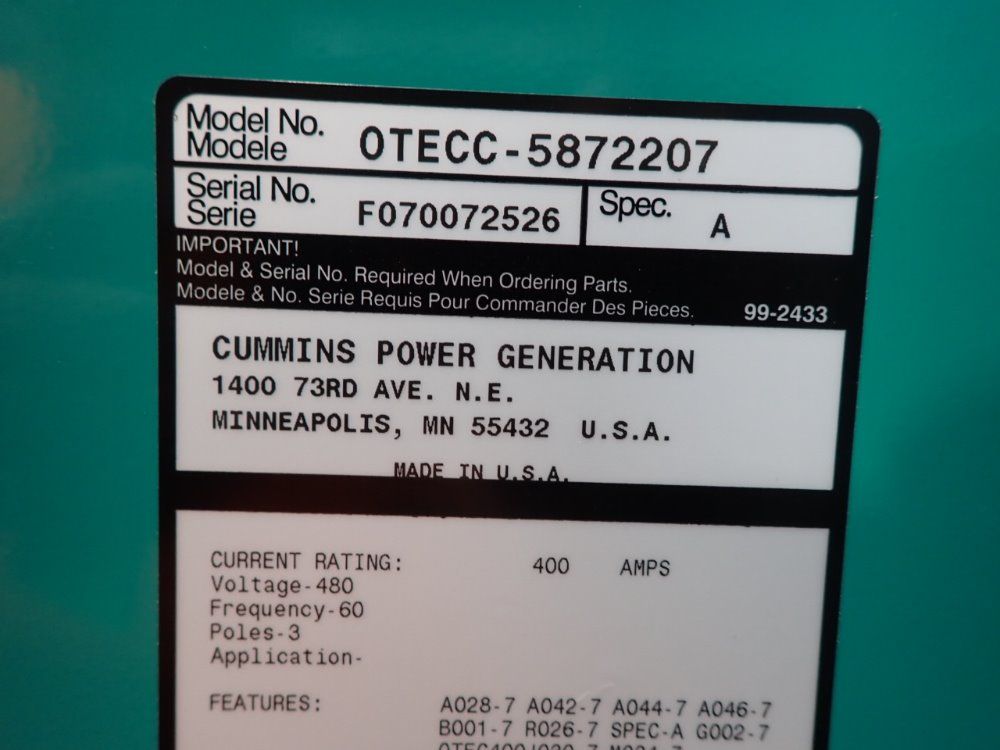 Model No. OTECC-5872207
Modele
Serial No. F070072526 Spec. A
Serie
IMPORTANT!
Model & Serial No. Required When Ordering Parts.
Modele & No. Serie Requis Pour Commander Des Pieces. 99-2433
CUMMINS POWER GENERATION
1400 73RD AVE. N.E.
MINNEAPOLIS, MN 55432 U.S.A.
MADE IN U.S.A.
CURRENT RATING: 400 AMPS
Voltage-480
Frequency-60
Poles-3
Application-
FEATURES: A028-7 A042-7 A044-7 A046-7
B001-7 R026-7 SPEC-A G002-7